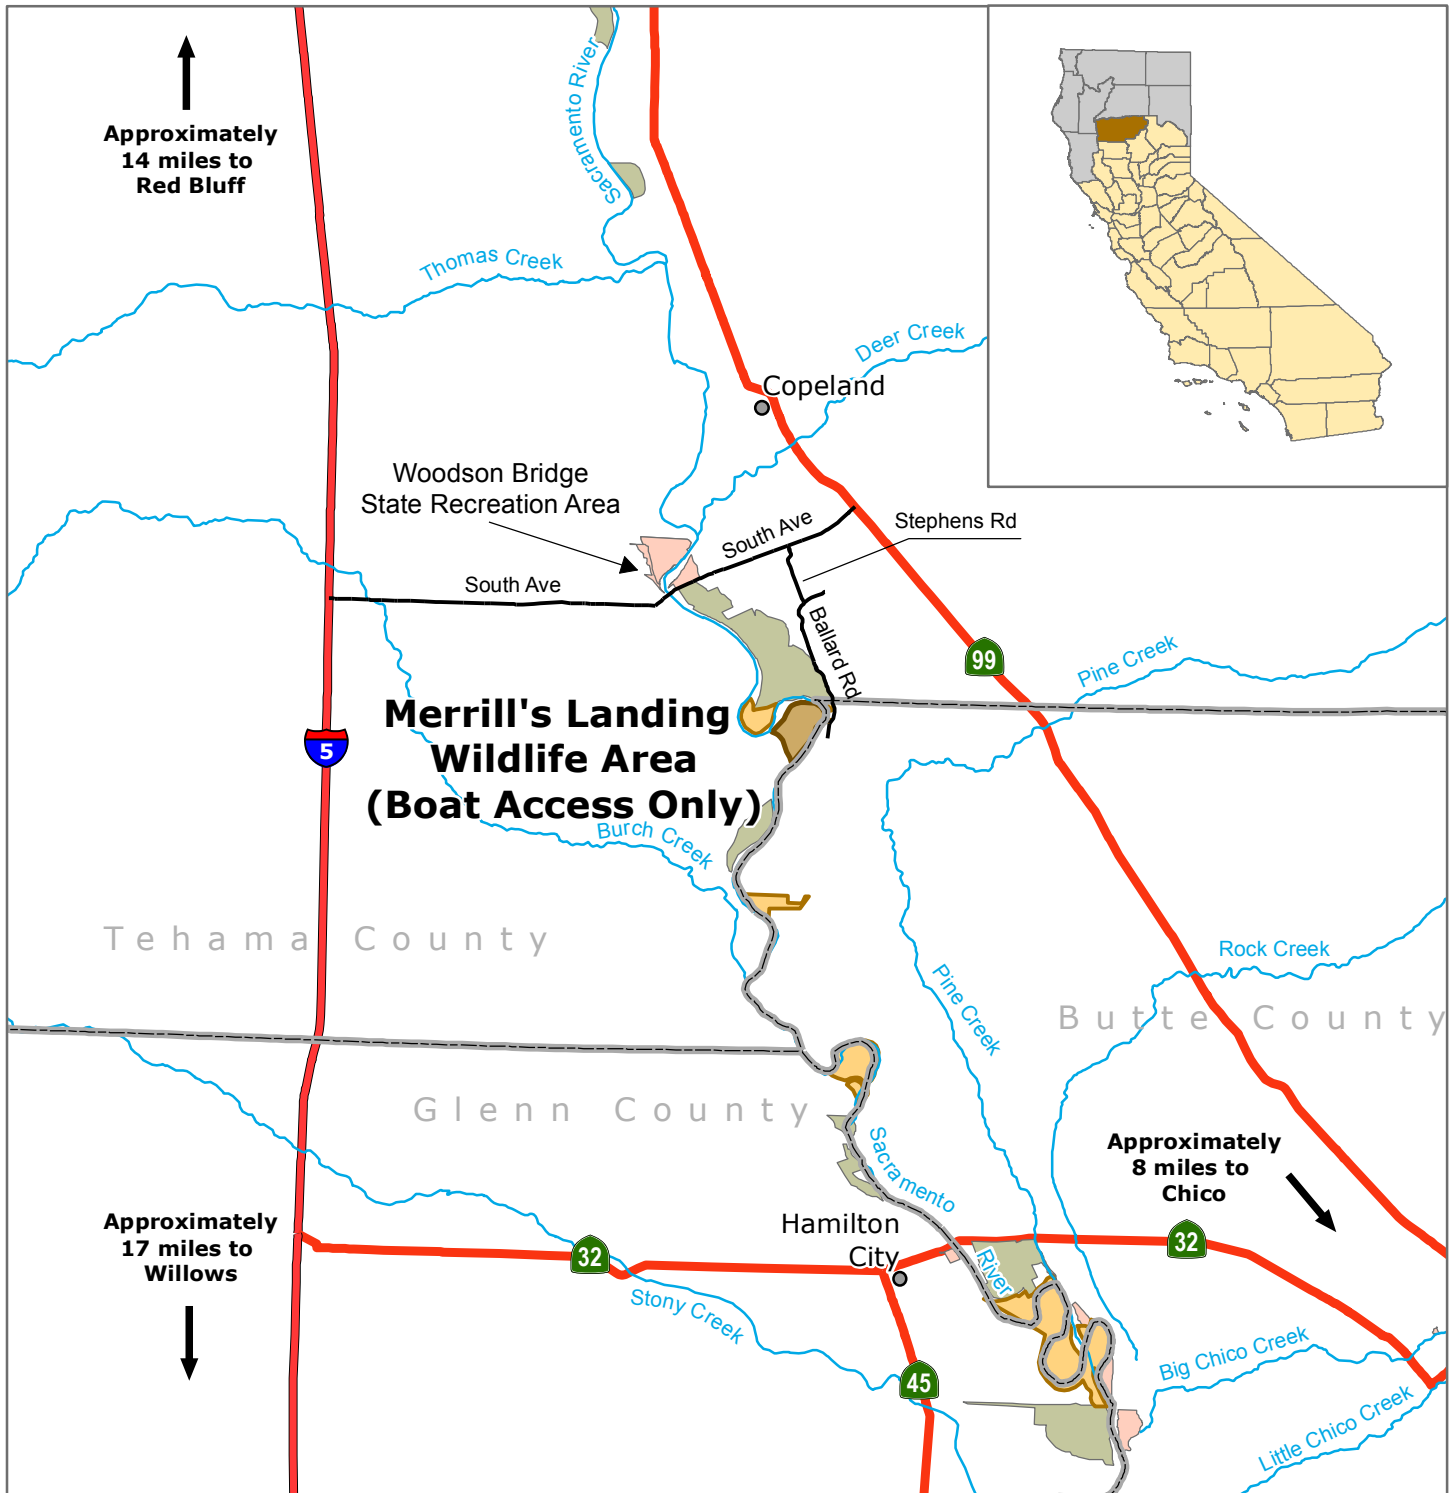 Approximately
14 miles to
Red Bluff
Sacramento River
Thomas Creek
Deer Creek
Copeland
Woodson Bridge
State Recreation Area
South Ave
Stephens Rd
South Ave
Ballard Rd
99
Pine Creek
Merrill's Landing
Wildlife Area
(Boat Access Only)
5
Burch Creek
Tehama County
Rock Creek
Pine Creek
Butte County
Glenn County
Sacramento
River
Approximately
8 miles to
Chico
Approximately
17 miles to
Willows
Hamilton
City
32
32
Stony Creek
45
Big Chico Creek
Little Chico Creek